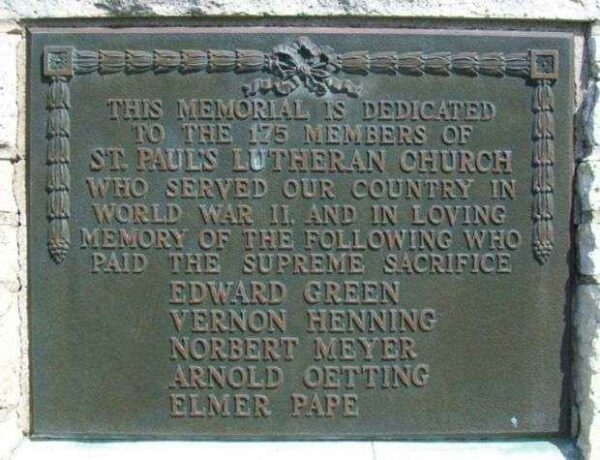 THIS MEMORIAL IS DEDICATED
TO THE 175 MEMBERS OF
ST. PAUL'S LUTHERAN CHURCH
WHO SERVED OUR COUNTRY IN
WORLD WAR II, AND IN LOVING
MEMORY OF THE FOLLOWING WHO
PAID THE SUPREME SACRIFICE
EDWARD GREEN
VERNON HENNING
NORBERT MEYER
ARNOLD OETTING
ELMER PAPE